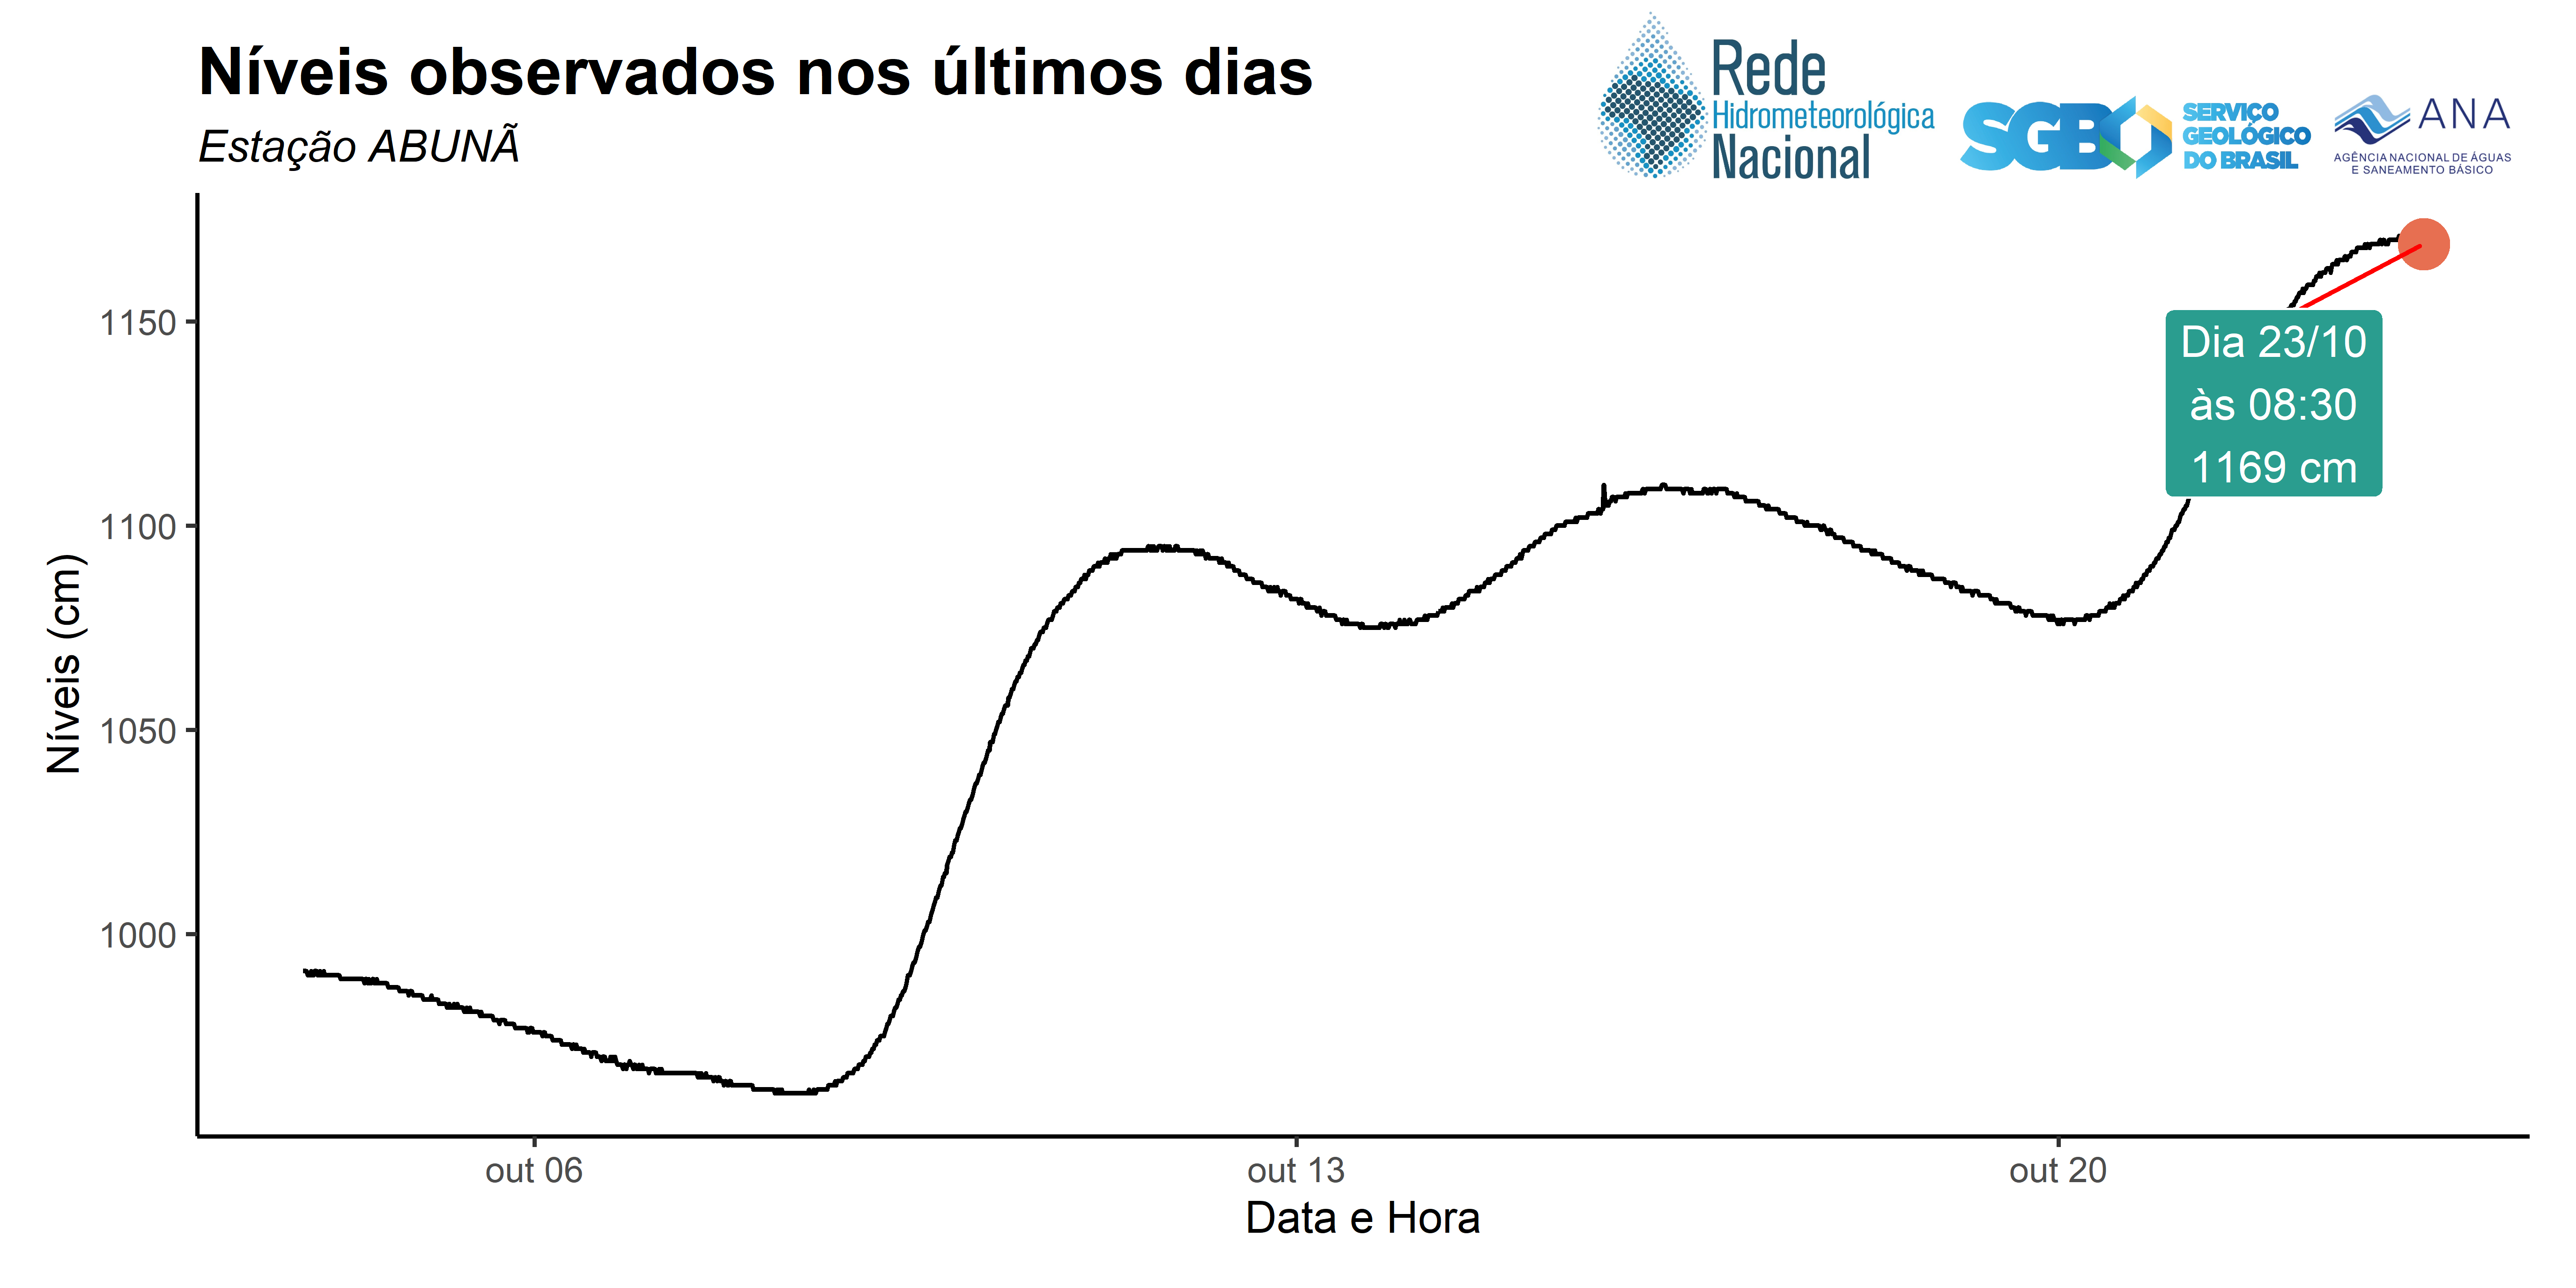 Níveis observados nos últimos dias
Estação ABUNÃ
Rede
Hidrometeorológica
Nacional
SGB
SERVIÇO
GEOLÓGICO
DO BRASIL
ANA
AGÊNCIA NACIONAL DE ÁGUAS
E SANEAMENTO BÁSICO
Níveis (cm)
1150
1100
1050
1000
Dia 23/10
às 08:30
1169 cm
out 06
out 13
out 20
Data e Hora